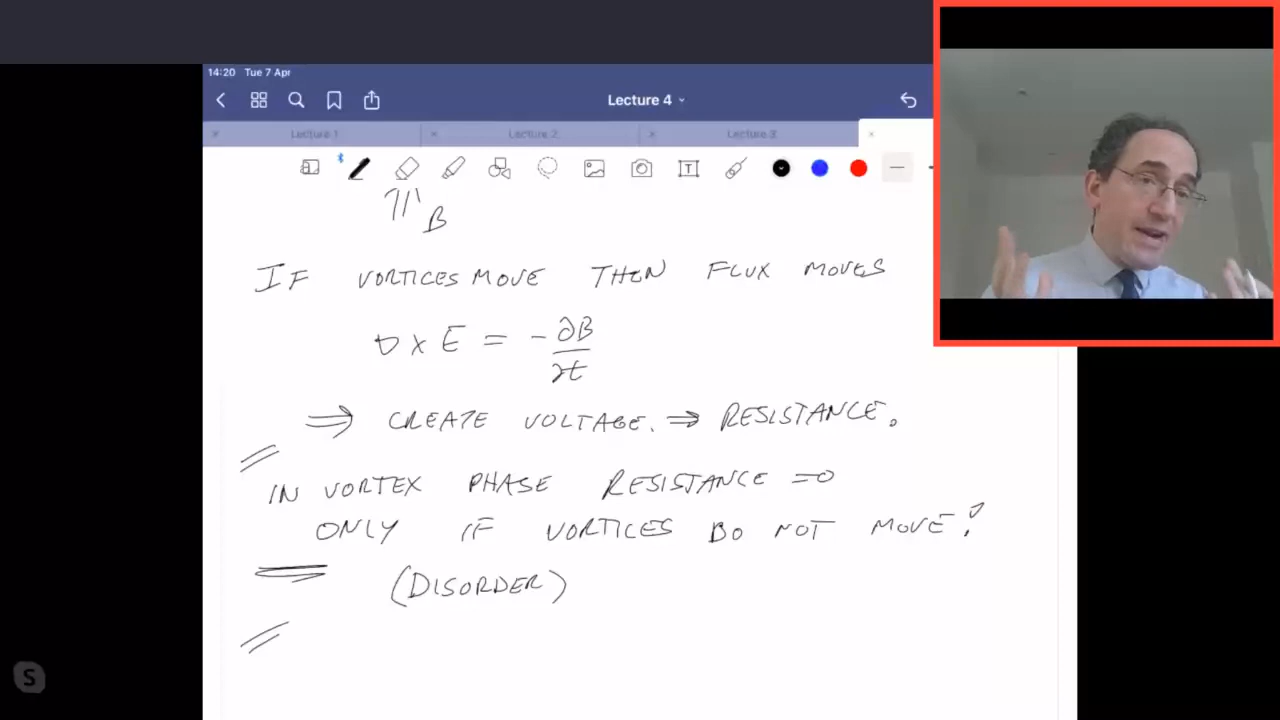 14:20 Tue 7 Apr
Lecture 4
Lecture 1
Lecture 2
Lecture 3
T
B
IF VORTICES MOVE THEN FLUX MOVES
∇ × E = - ∂B/∂t
⇒ CREATE VOLTAGE. ⇒ RESISTANCE.
IN VORTEX PHASE RESISTANCE = 0
ONLY IF VORTICES DO NOT MOVE!
(DISORDER)
S